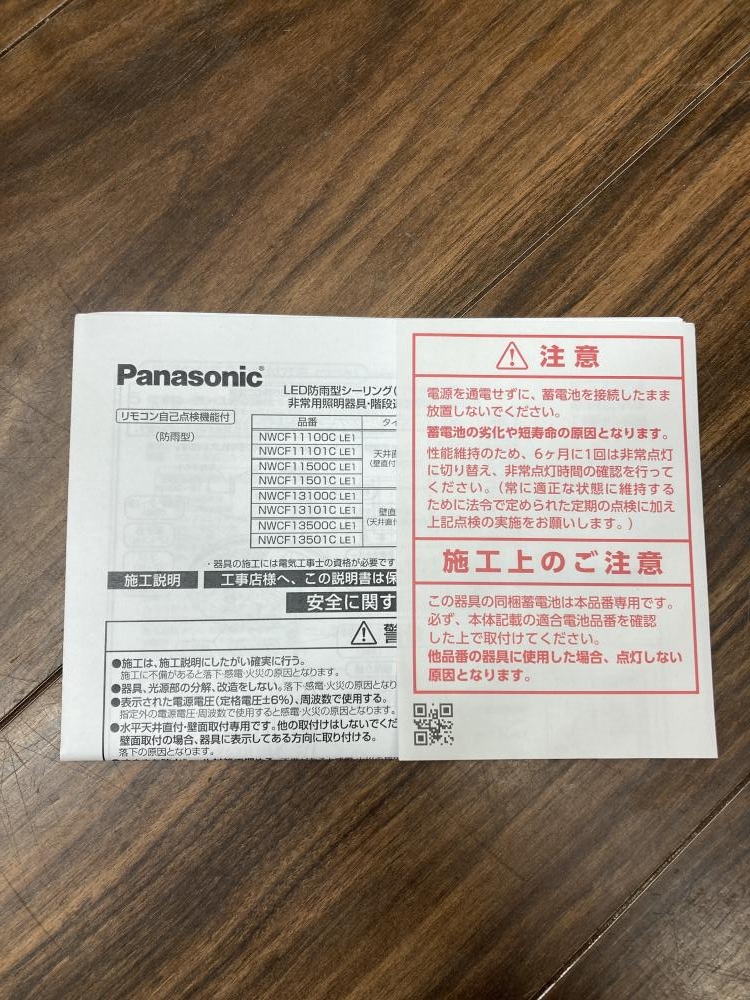 Panasonic
LED防雨型シーリング(
非常用照明器具・階段
リモコン自己点検機能付
(防雨型)
品番
NWCF11100C LE1
NWCF11101C LE1
NWCF11500C LE1
NWCF11501C LE1
NWCF13100C LE1
NWCF13101C LE1
NWCF13500C LE1
NWCF13501C LE1
タイ
天井
(壁直付
壁直
(天井直付
・器具の施工には電気工事士の資格が必要です
施工説明
工事店様へ、この説明書は保
安全に関す
警
●施工は、施工説明にしたがい確実に行う。
施工に不備があると落下・感電・火災の原因となります。
●器具、光源部の分解、改造をしない。落下・感電・火災の原因となり
●表示された電源電圧(定格電圧±6%)、周波数で使用する。
指定外の電源電圧・周波数で使用すると感電・火災の原因となります。
●水平天井直付・壁面取付専用です。他の取付けはしないでくだ
壁面取付の場合、器具に表示してある方向に取り付ける。
落下の原因となります。
注意
電源を通電せずに、蓄電池を接続したまま
放置しないでください。
蓄電池の劣化や短寿命の原因となります。
性能維持のため、6ヶ月に1回は非常点灯
に切り替え、非常点灯時間の確認を行って
ください。(常に適正な状態に維持する
ために法令で定められた定期の点検に加え
上記点検の実施をお願いします。)
施工上のご注意
この器具の同梱蓄電池は本品番専用です。
必ず、本体記載の適合電池品番を確認
した上で取付けてください。
他品番の器具に使用した場合、点灯しない
原因となります。